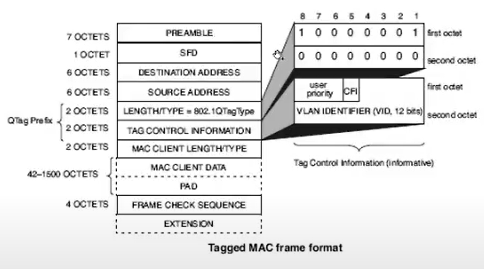 8 7 6 5 4 3 2 1
7 OCTETS PREAMBLE 1 0 0 0 0 0 0 1 first octet
1 OCTET SFD 0 0 0 0 0 0 0 0 second octet
6 OCTETS DESTINATION ADDRESS
6 OCTETS SOURCE ADDRESS user priority CFI first octet
QTag Prefix 2 OCTETS LENGTH/TYPE = 802.1QTagType VLAN IDENTIFIER (VID, 12 bits) second octet
2 OCTETS TAG CONTROL INFORMATION
2 OCTETS MAC CLIENT LENGTH/TYPE
Tag Control Information (informative)
42–1500 OCTETS MAC CLIENT DATA
PAD
4 OCTETS FRAME CHECK SEQUENCE
EXTENSION
Tagged MAC frame format